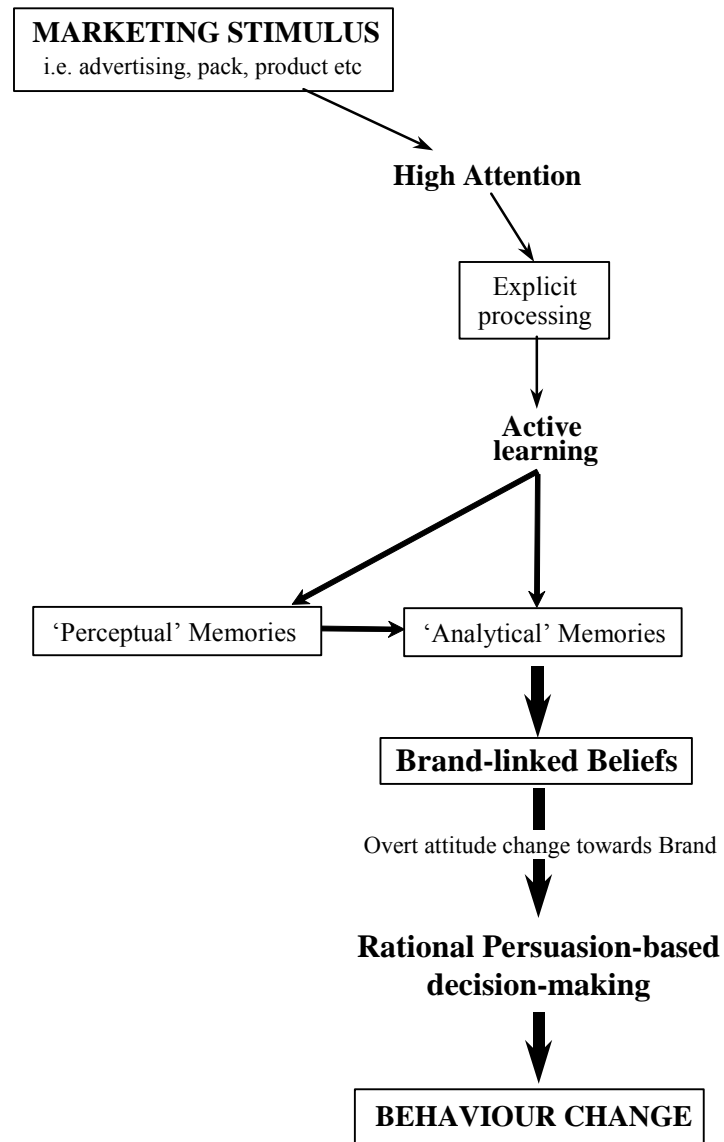 MARKETING STIMULUS
i.e. advertising, pack, product etc
High Attention
Explicit
processing
Active
learning
‘Perceptual’ Memories
‘Analytical’ Memories
Brand-linked Beliefs
Overt attitude change towards Brand
Rational Persuasion-based
decision-making
BEHAVIOUR CHANGE